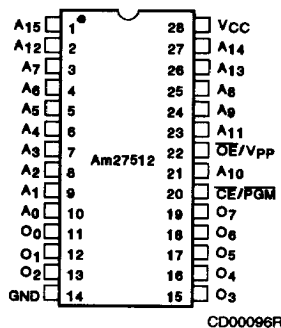 A15 1 28 VCC
A12 2 27 A14
A7 3 26 A13
A6 4 25 A8
A5 5 24 A9
A4 6 23 A11
A3 7 22 OE/VPP
A2 8 Am27512 21 A10
A1 9 20 CE/PGM
A0 10 19 O7
O0 11 18 O6
O1 12 17 O5
O2 13 16 O4
GND 14 15 O3
CD00096R